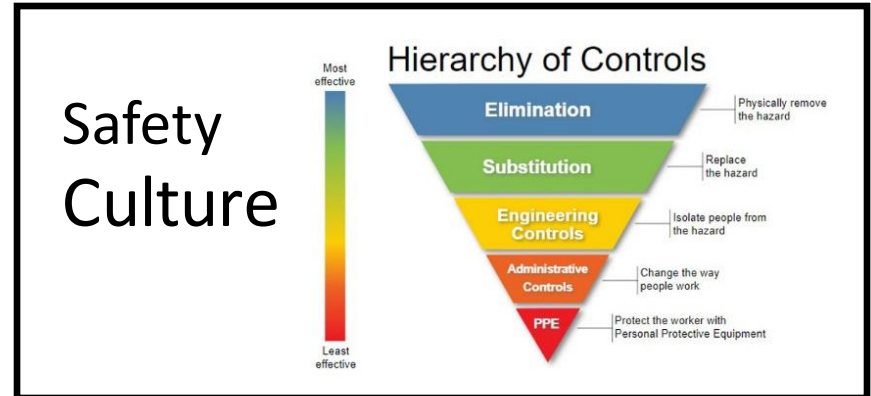 Safety
Culture
Most
effective
Least
effective
Hierarchy of Controls
Elimination
Physically remove
the hazard
Substitution
Replace
the hazard
Engineering
Controls
Isolate people from
the hazard
Administrative
Controls
Change the way
people work
PPE
Protect the worker with
Personal Protective Equipment